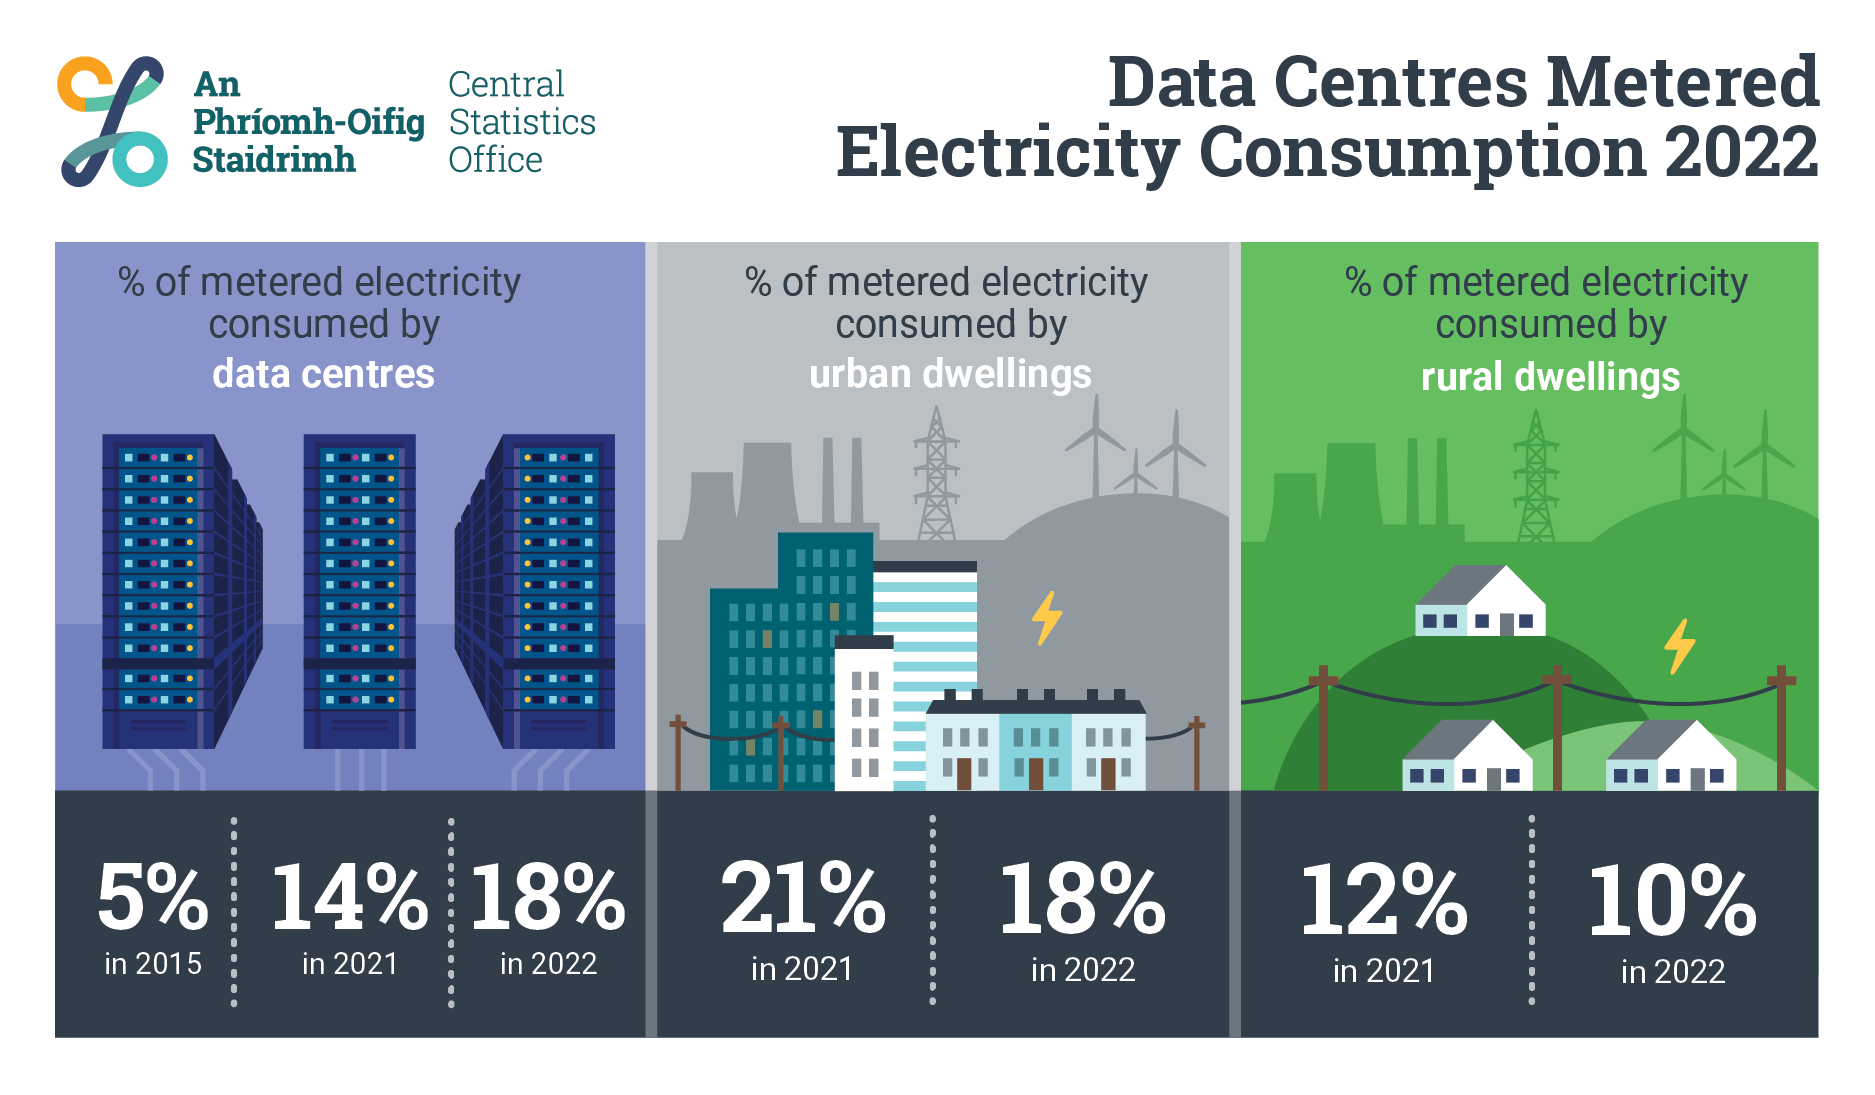 An
Phríomh-Oifig
Staidrimh
Central
Statistics
Office
Data Centres Metered
Electricity Consumption 2022
% of metered electricity
consumed by
data centres
5%
in 2015
14%
in 2021
18%
in 2022
% of metered electricity
consumed by
urban dwellings
21%
in 2021
18%
in 2022
% of metered electricity
consumed by
rural dwellings
12%
in 2021
10%
in 2022